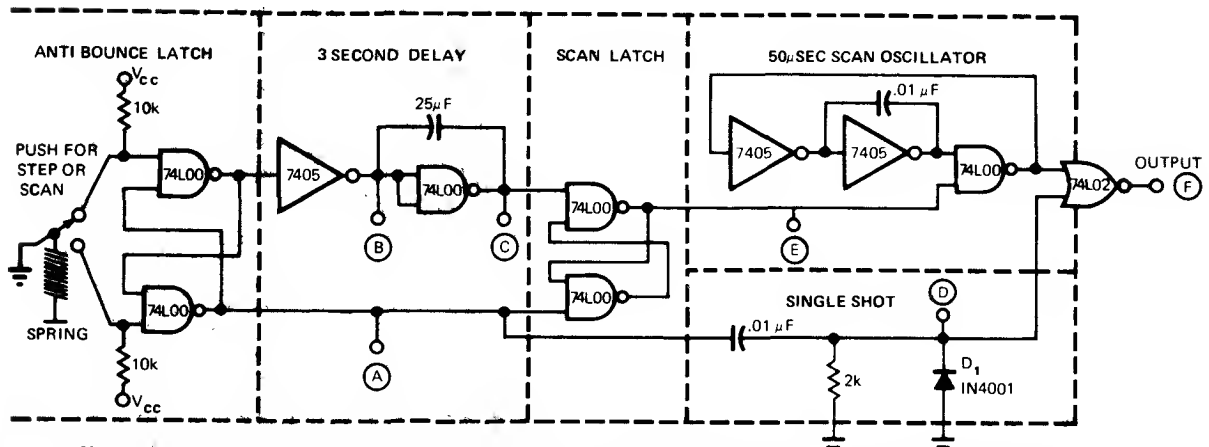 ANTI BOUNCE LATCH
3 SECOND DELAY
SCAN LATCH
50μSEC SCAN OSCILLATOR
Vcc
10k
PUSH FOR
STEP OR
SCAN
74L00
7405
25μF
74L00
B
C
74L00
E
7405
.01 μF
7405
74L00
74L02
OUTPUT
F
SPRING
74L00
10k
Vcc
A
74L00
SINGLE SHOT
.01 μF
D
2k
D1
IN4001